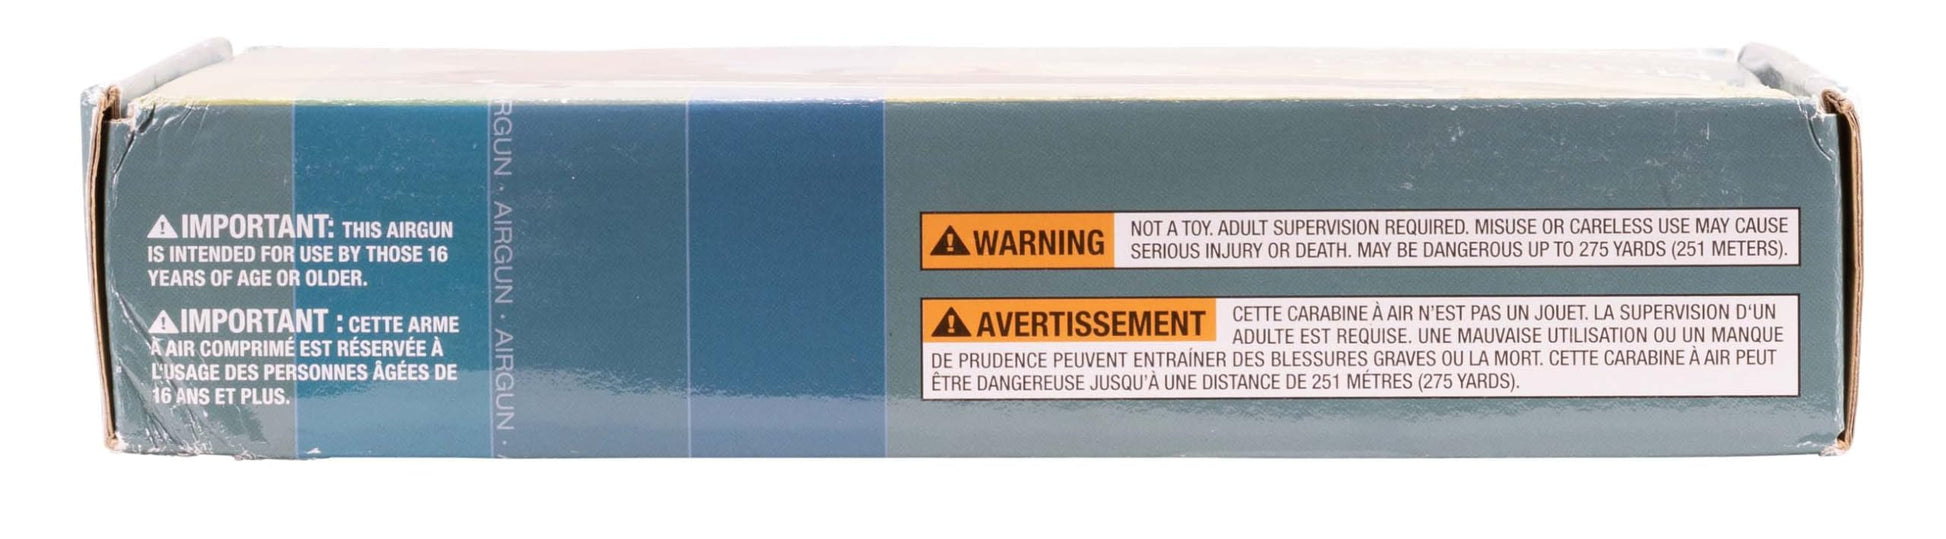 ⚠ IMPORTANT: THIS AIRGUN
IS INTENDED FOR USE BY THOSE 16
YEARS OF AGE OR OLDER.
⚠ IMPORTANT : CETTE ARME
À AIR COMPRIMÉ EST RÉSERVÉE À
L'USAGE DES PERSONNES ÂGÉES DE
16 ANS ET PLUS.
RGUN · AIRGUN · AIRGUN ·
⚠ WARNING NOT A TOY. ADULT SUPERVISION REQUIRED. MISUSE OR CARELESS USE MAY CAUSE
SERIOUS INJURY OR DEATH. MAY BE DANGEROUS UP TO 275 YARDS (251 METERS).
⚠ AVERTISSEMENT CETTE CARABINE À AIR N'EST PAS UN JOUET. LA SUPERVISION D'UN
ADULTE EST REQUISE. UNE MAUVAISE UTILISATION OU UN MANQUE
DE PRUDENCE PEUVENT ENTRAÍNER DES BLESSURES GRAVES OU LA MORT. CETTE CARABINE À AIR PEUT
ÊTRE DANGEREUSE JUSQU'À UNE DISTANCE DE 251 MÉTRES (275 YARDS).